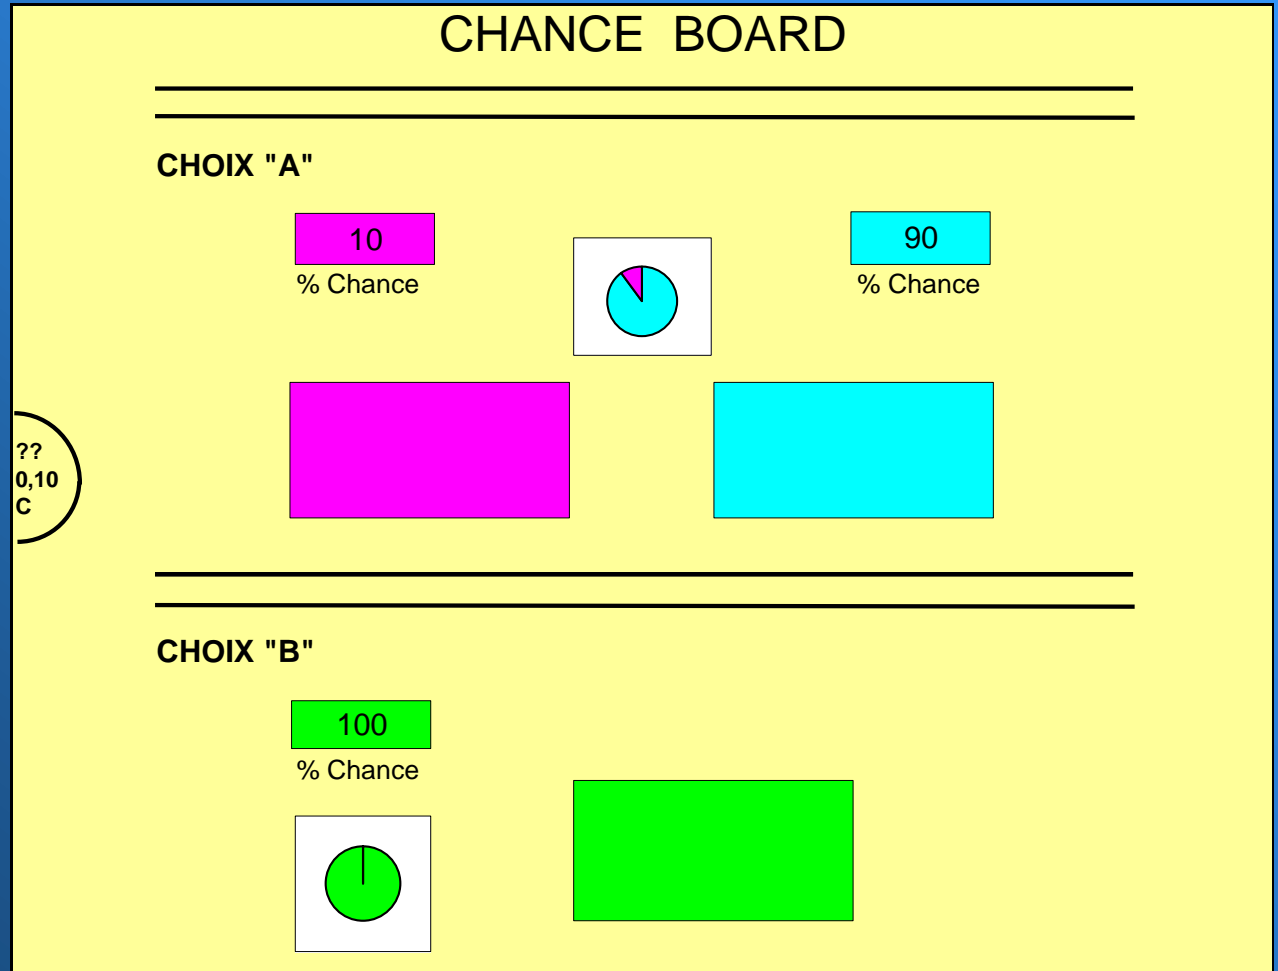 CHANCE BOARD
CHOIX "A"
10
90
% Chance
% Chance
??
0,10
C
CHOIX "B"
100
% Chance